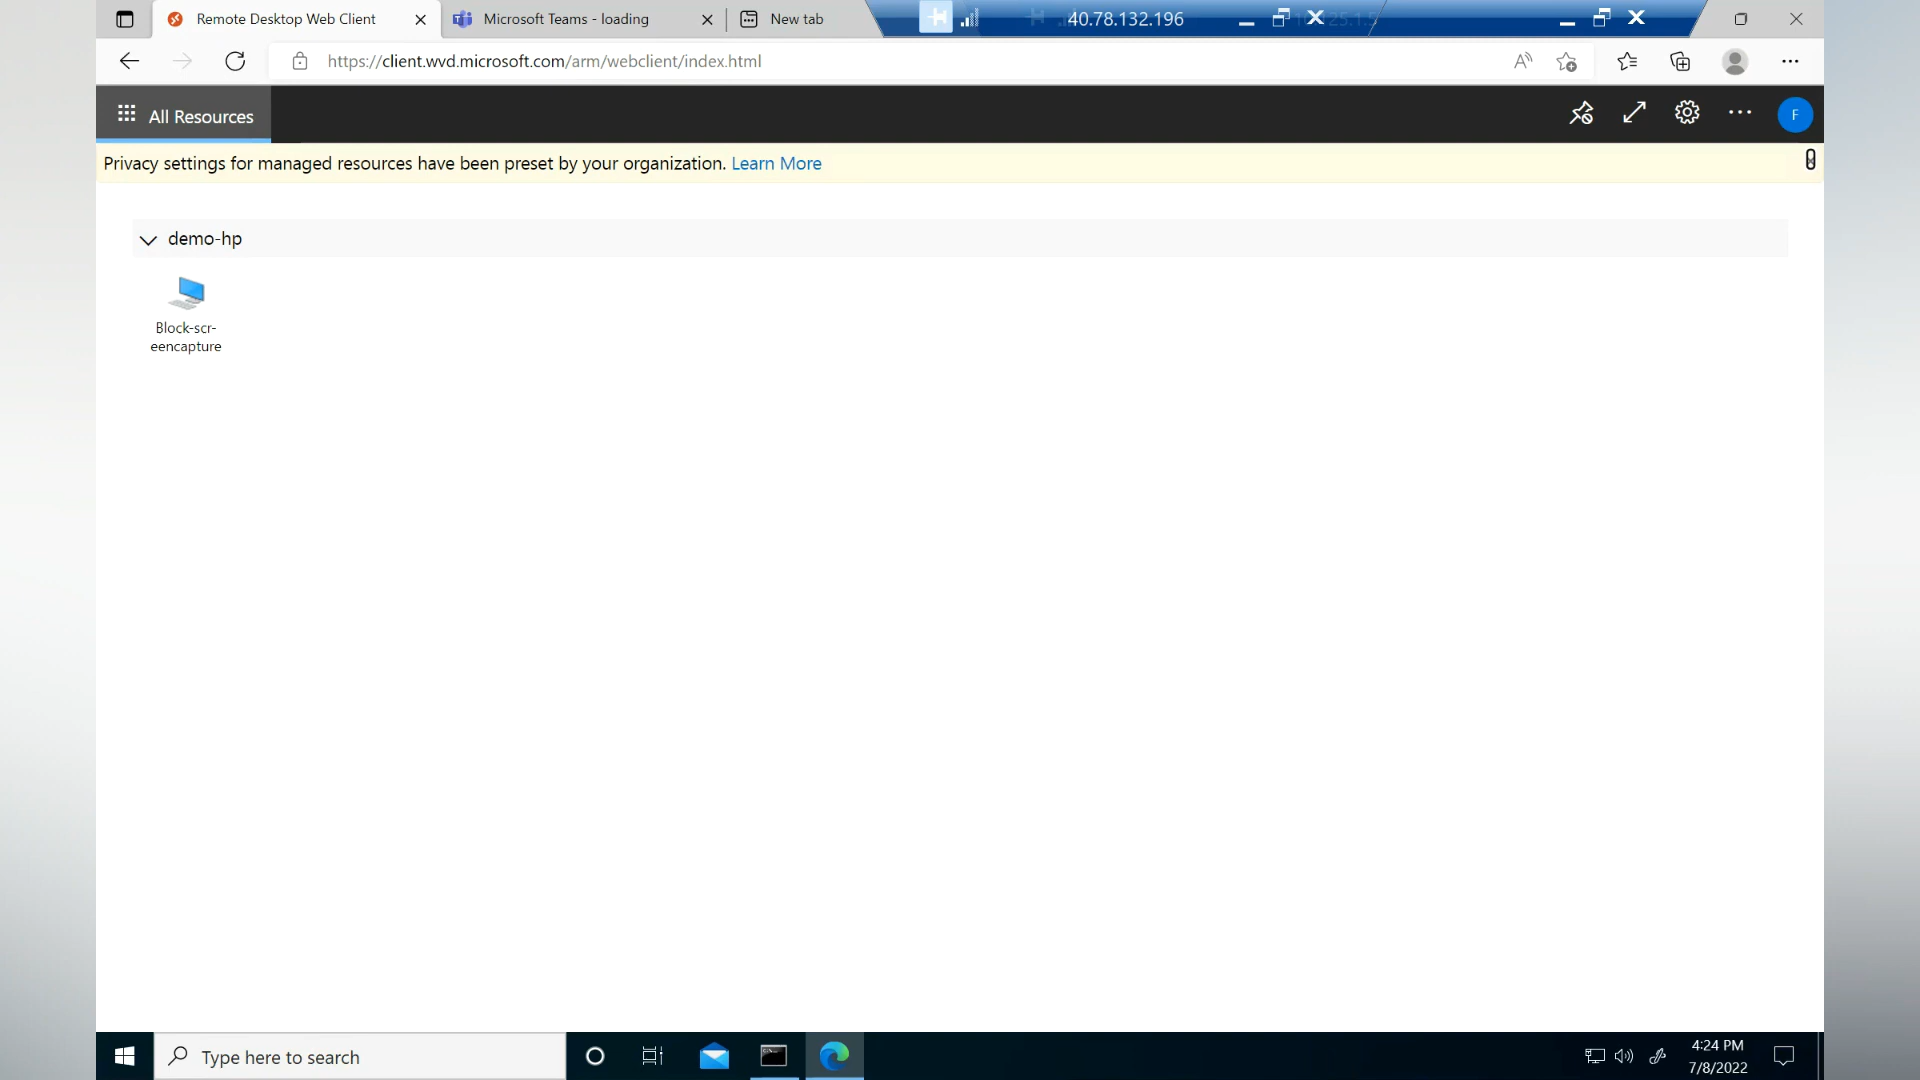 Remote Desktop Web Client
Microsoft Teams - loading
New tab
40.78.132.196
https://client.wvd.microsoft.com/arm/webclient/index.html
All Resources
F
Privacy settings for managed resources have been preset by your organization. Learn More
demo-hp
Block-scr-
eencapture
Type here to search
4:24 PM
7/8/2022